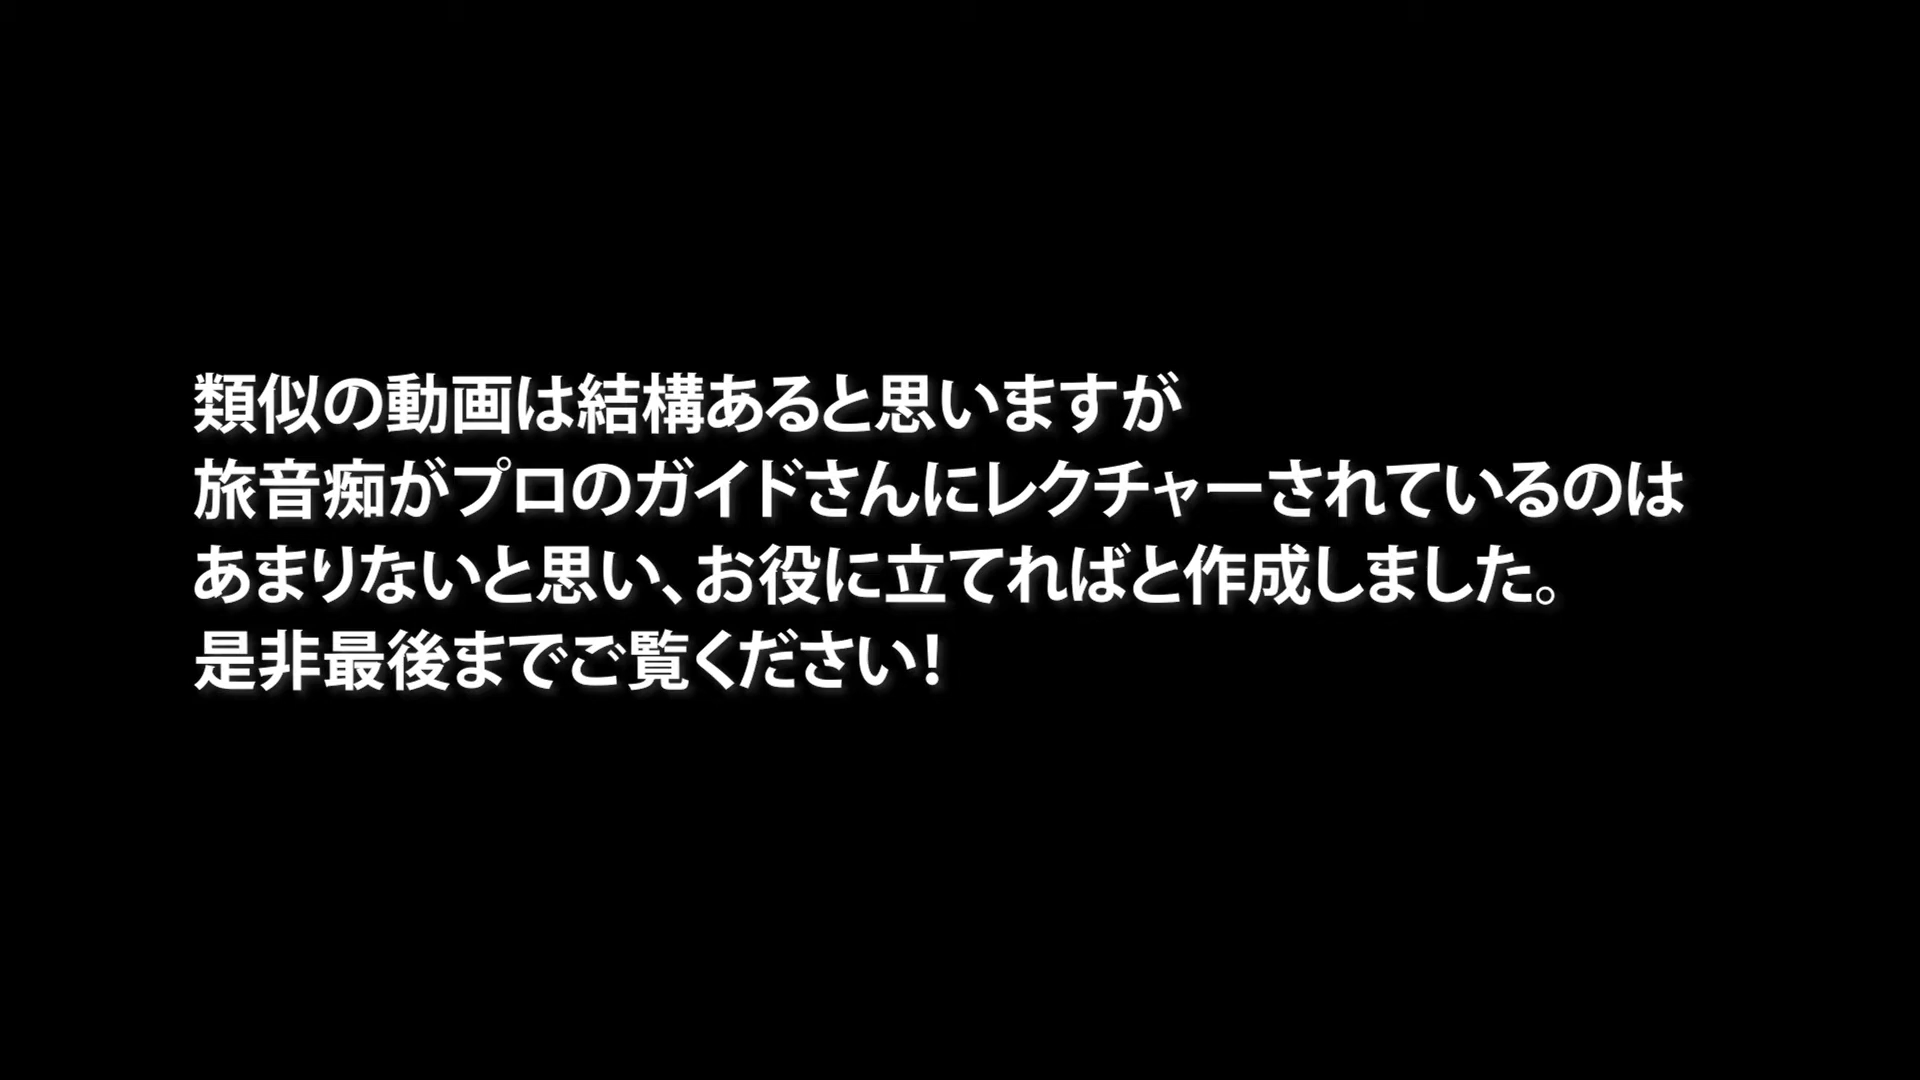 類似の動画は結構あると思いますが
旅音痴がプロのガイドさんにレクチャーされているのは
あまりないと思い、お役に立てればと作成しました。
是非最後までご覧ください!